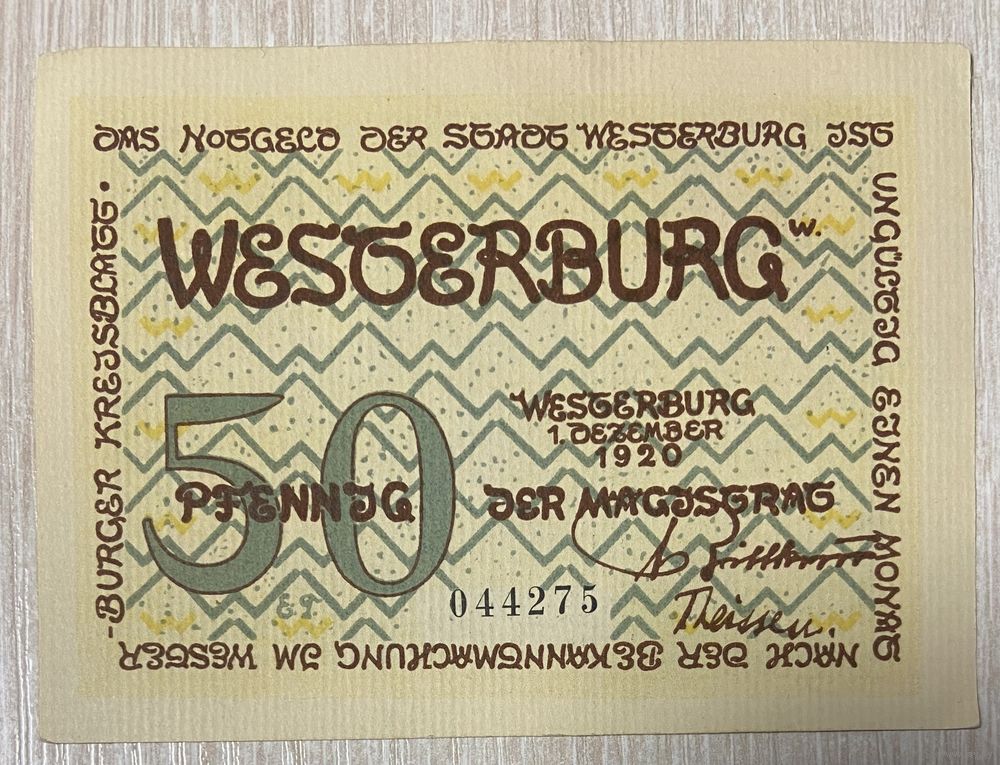 DAS NOTGELD DER STADT WESTERBURG IST
UNGÜLTIG EINEN MONAT
NACH DER BEKANNTMACHUNG IM WESTER
-BURGER KREISBLATT.
WESTERBURG W.
50
PFENNIG
WESTERBURG
1. DEZEMBER
1920
DER MAGISTRAT
Theissen.
044275